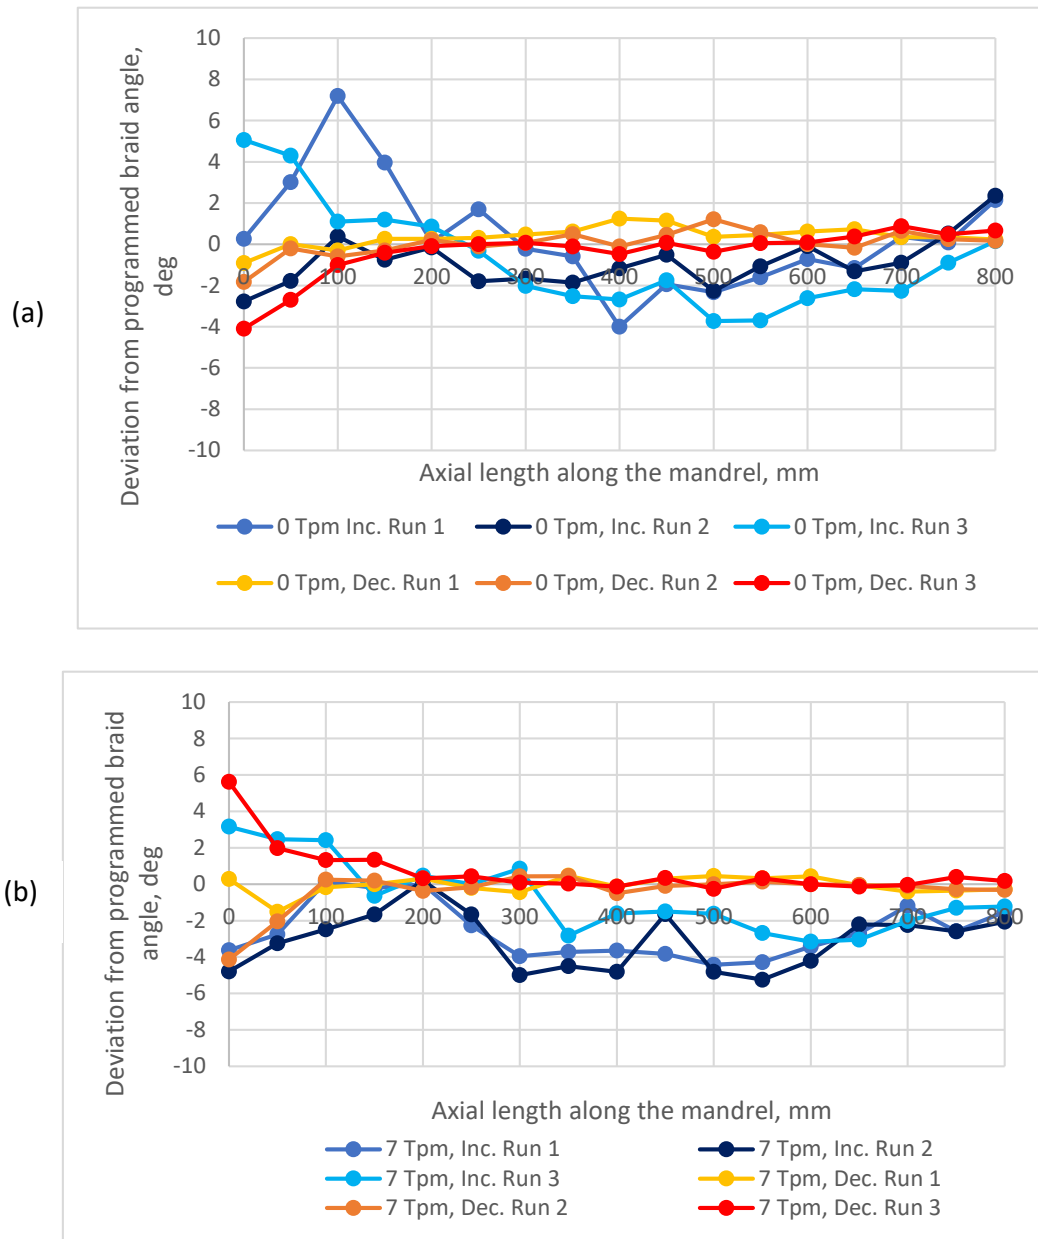 (a)
Deviation from programmed braid angle,
deg
10
8
6
4
2
0
-2
-4
-6
-8
-10
0 100 200 300 400 500 600 700 800
Axial length along the mandrel, mm
0 Tpm Inc. Run 1 0 Tpm, Inc. Run 2 0 Tpm, Inc. Run 3
0 Tpm, Dec. Run 1 0 Tpm, Dec. Run 2 0 Tpm, Dec. Run 3
(b)
Deviation from programmed braid
angle, deg
10
8
6
4
2
0
-2
-4
-6
-8
-10
0 100 200 300 400 500 600 700 800
Axial length along the mandrel, mm
7 Tpm, Inc. Run 1 7 Tpm, Inc. Run 2
7 Tpm, Inc. Run 3 7 Tpm, Dec. Run 1
7 Tpm, Dec. Run 2 7 Tpm, Dec. Run 3